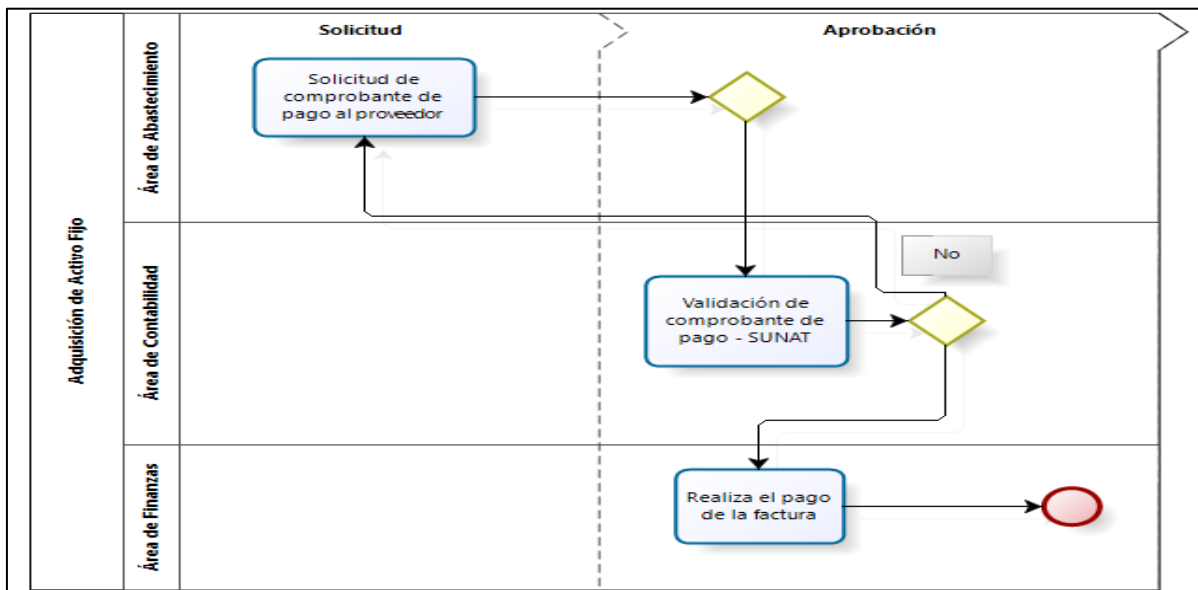 Solicitud
Aprobación
Adquisición de Activo Fijo
Área de Abastecimiento
Solicitud de
comprobante de
pago al proveedor
Área de Contabilidad
No
Validación de
comprobante de
pago - SUNAT
Área de Finanzas
Realiza el pago
de la factura